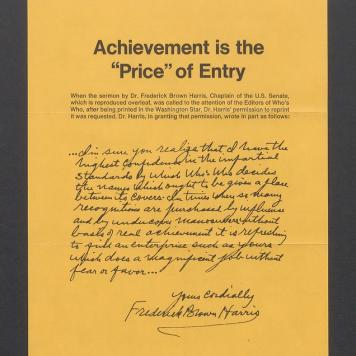 Achievement is the
"Price" of Entry
When the sermon by Dr. Frederick Brown Harris, Chaplain of the U.S. Senate,
which is reproduced overleaf, was called to the attention of the Editors of Who's
Who, after being printed in the Washington Star, Dr. Harris' permission to reprint
it was requested. Dr. Harris, in granting that permission, wrote in part as follows:
...I'm sure you realize that I have the
highest confidence in the impartial
standards by which Who's Who decides
the names which ought to be given a place
between its covers. In times when so many
recognitions are purchased by influence
and by undercover maneuvers without
basis of real achievement it is refreshing
to find an enterprise such as yours
which does a magnificent job without
fear or favor...
Yours Cordially
Frederick Brown Harris